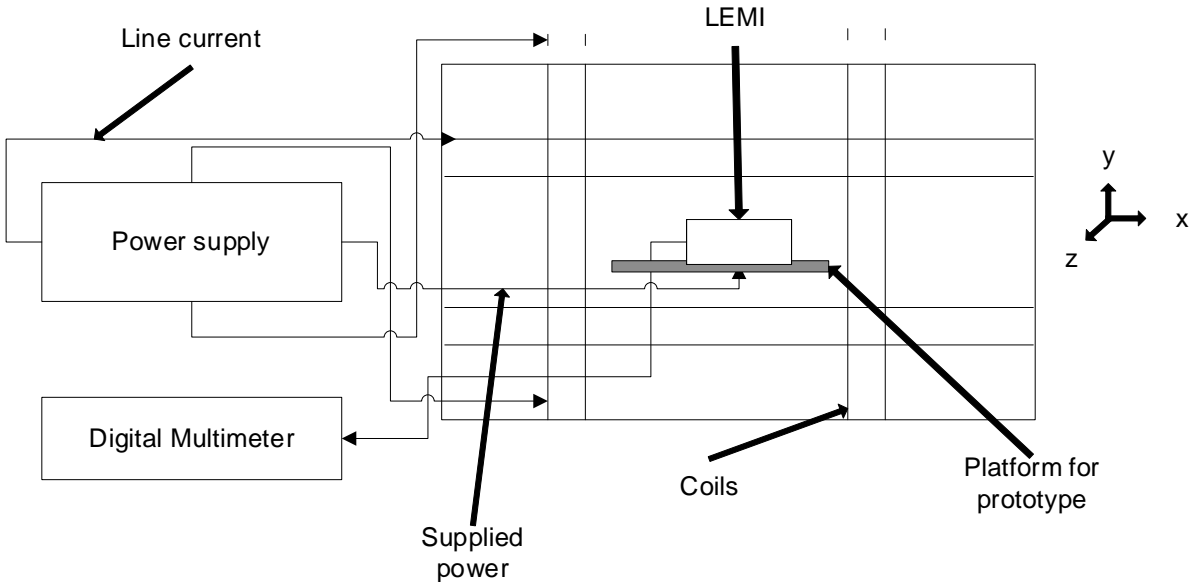 LEMI
Line current
y
x
z
Power supply
Digital Multimeter
Coils
Platform for
prototype
Supplied
power